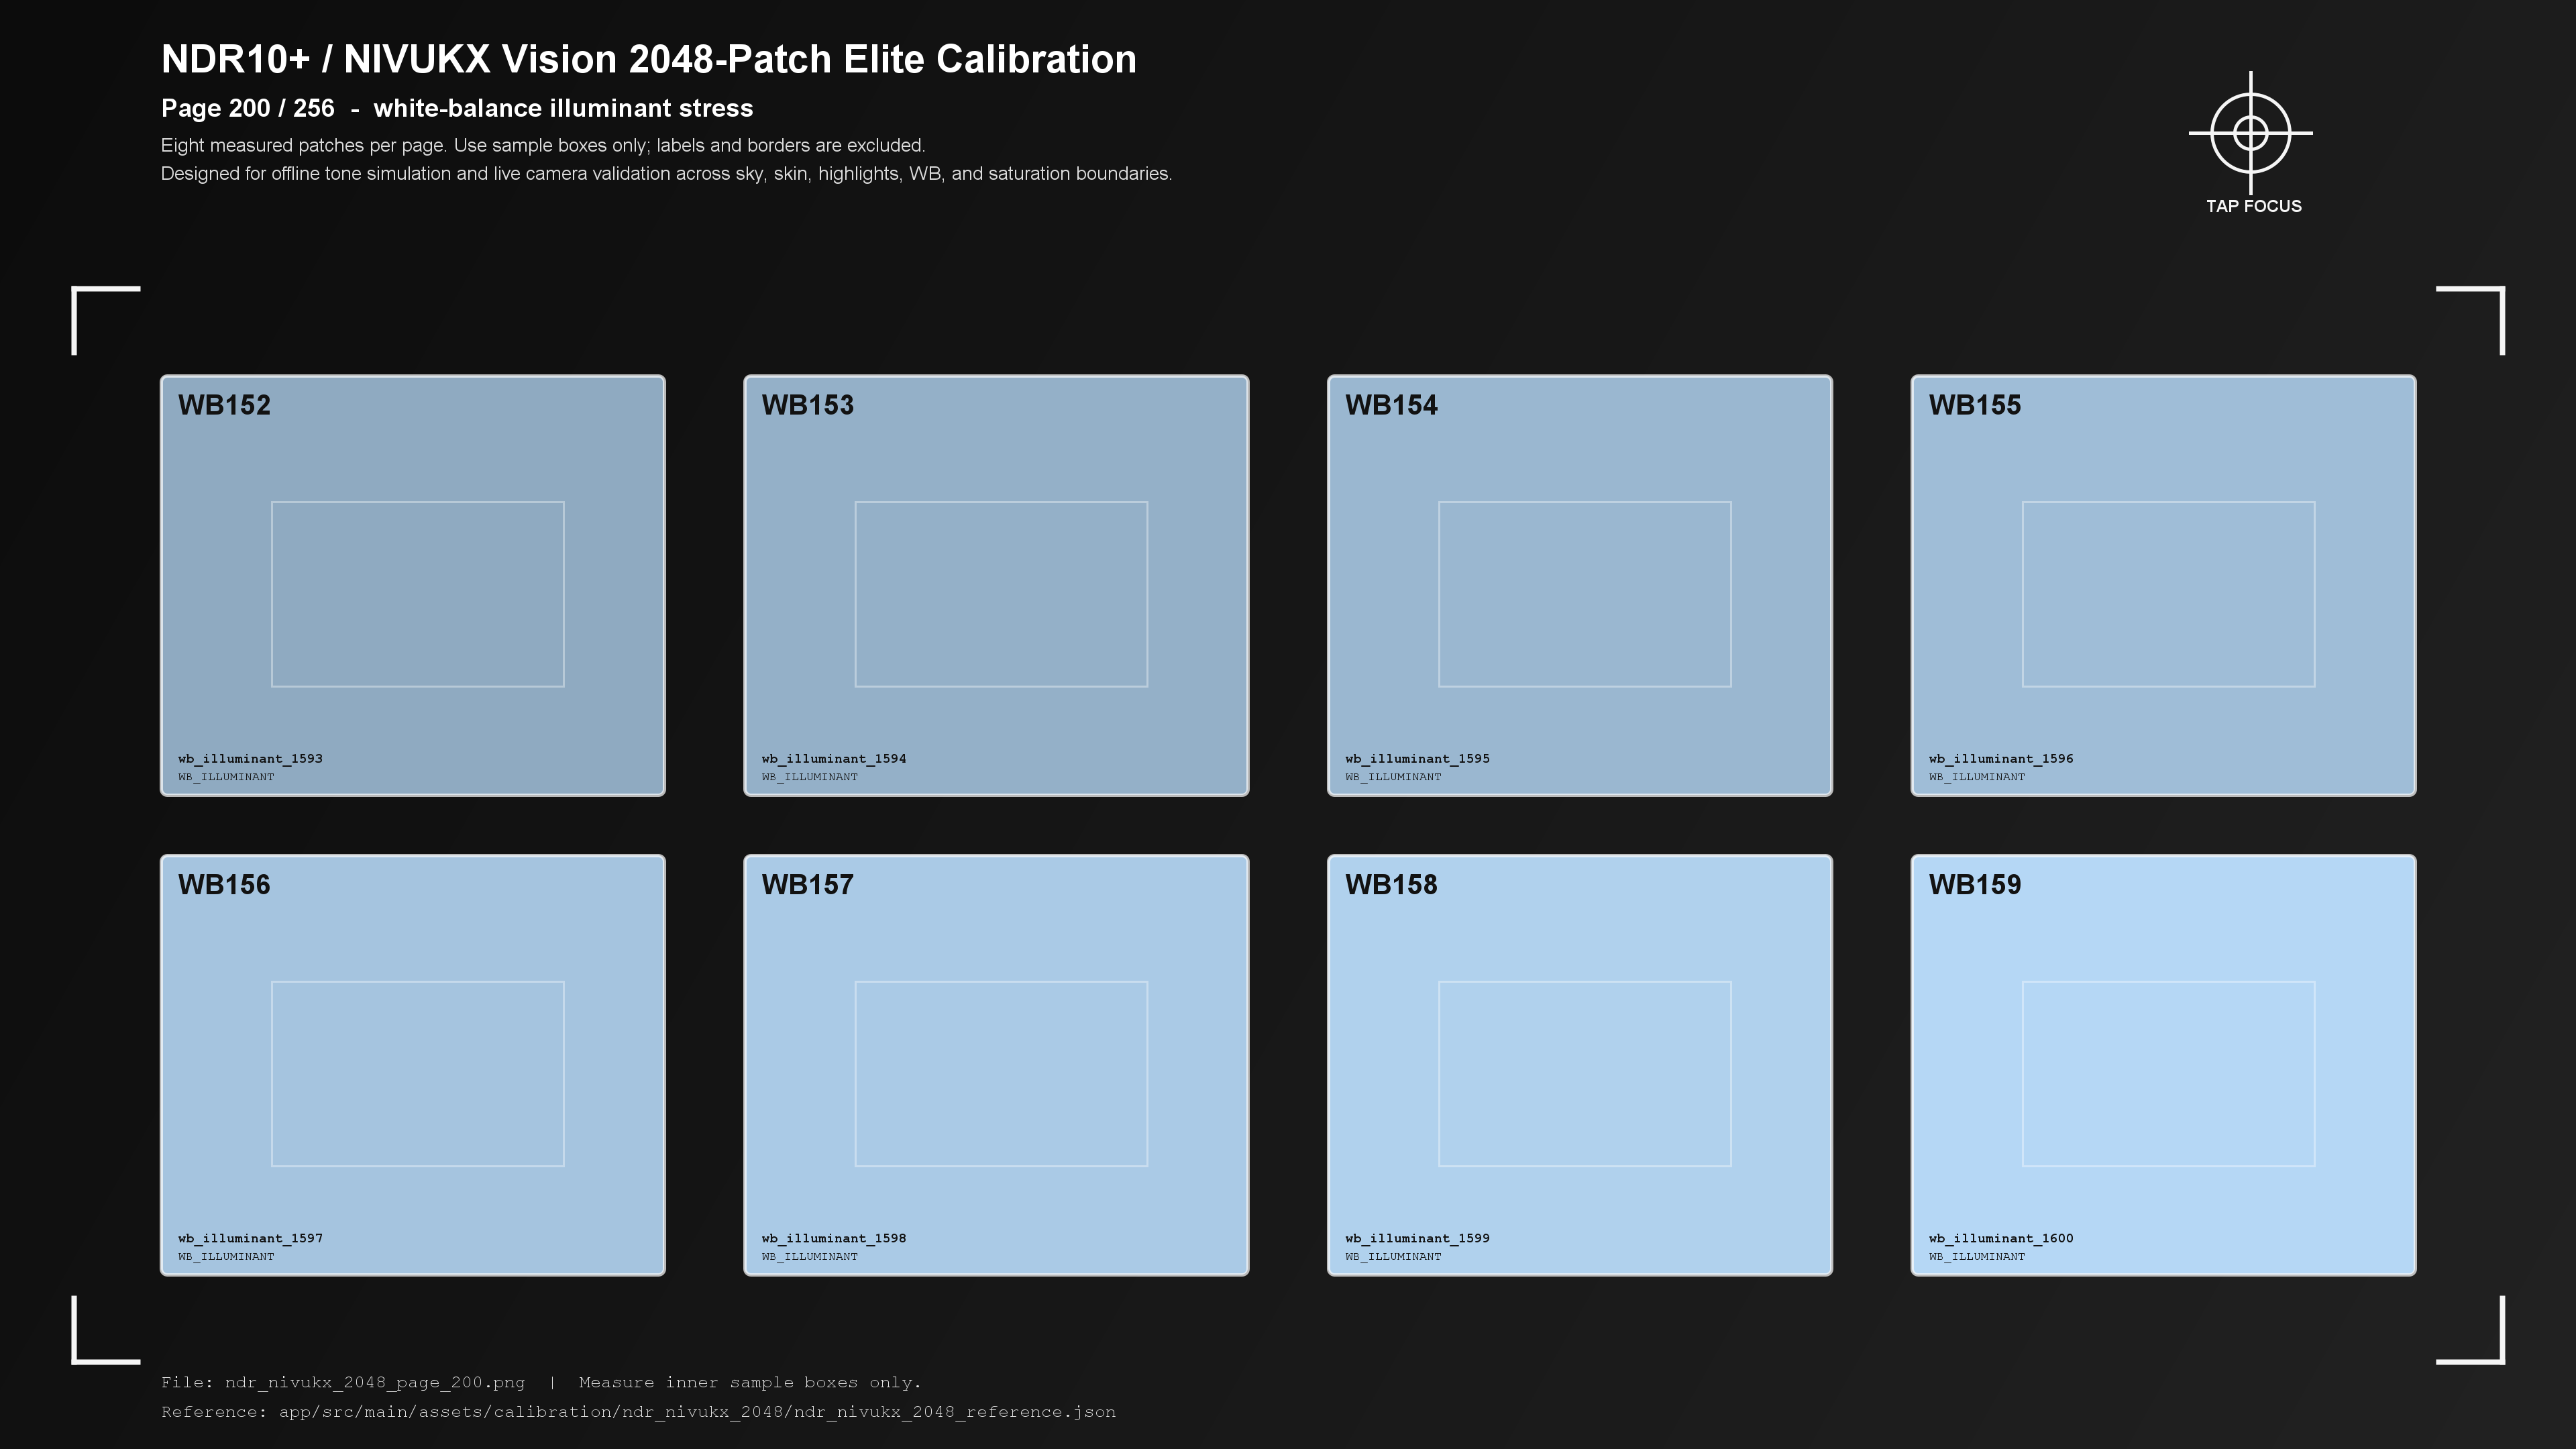 NDR10+ / NIVUKX Vision 2048-Patch Elite Calibration
Page 200 / 256 - white-balance illuminant stress
Eight measured patches per page. Use sample boxes only; labels and borders are excluded.
Designed for offline tone simulation and live camera validation across sky, skin, highlights, WB, and saturation boundaries.
TAP FOCUS
WB152
wb_illuminant_1593
WB_ILLUMINANT
WB153
wb_illuminant_1594
WB_ILLUMINANT
WB154
wb_illuminant_1595
WB_ILLUMINANT
WB155
wb_illuminant_1596
WB_ILLUMINANT
WB156
wb_illuminant_1597
WB_ILLUMINANT
WB157
wb_illuminant_1598
WB_ILLUMINANT
WB158
wb_illuminant_1599
WB_ILLUMINANT
WB159
wb_illuminant_1600
WB_ILLUMINANT
File: ndr_nivukx_2048_page_200.png | Measure inner sample boxes only.
Reference: app/src/main/assets/calibration/ndr_nivukx_2048/ndr_nivukx_2048_reference.json